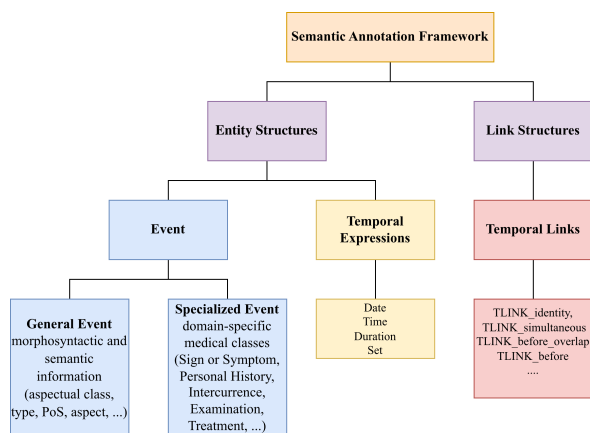 Semantic Annotation Framework
Entity Structures
Link Structures
Event
Temporal
Expressions
Temporal Links
General Event
morphosyntactic and
semantic
information
(aspectual class,
type, PoS, aspect, ...)
Specialized Event
domain-specific
medical classes
(Sign or Symptom,
Personal History,
Intercurrence,
Examination,
Treatment, ...)
Date
Time
Duration
Set
TLINK_identity,
TLINK_simultaneous
TLINK_before_overlap
TLINK_before
....